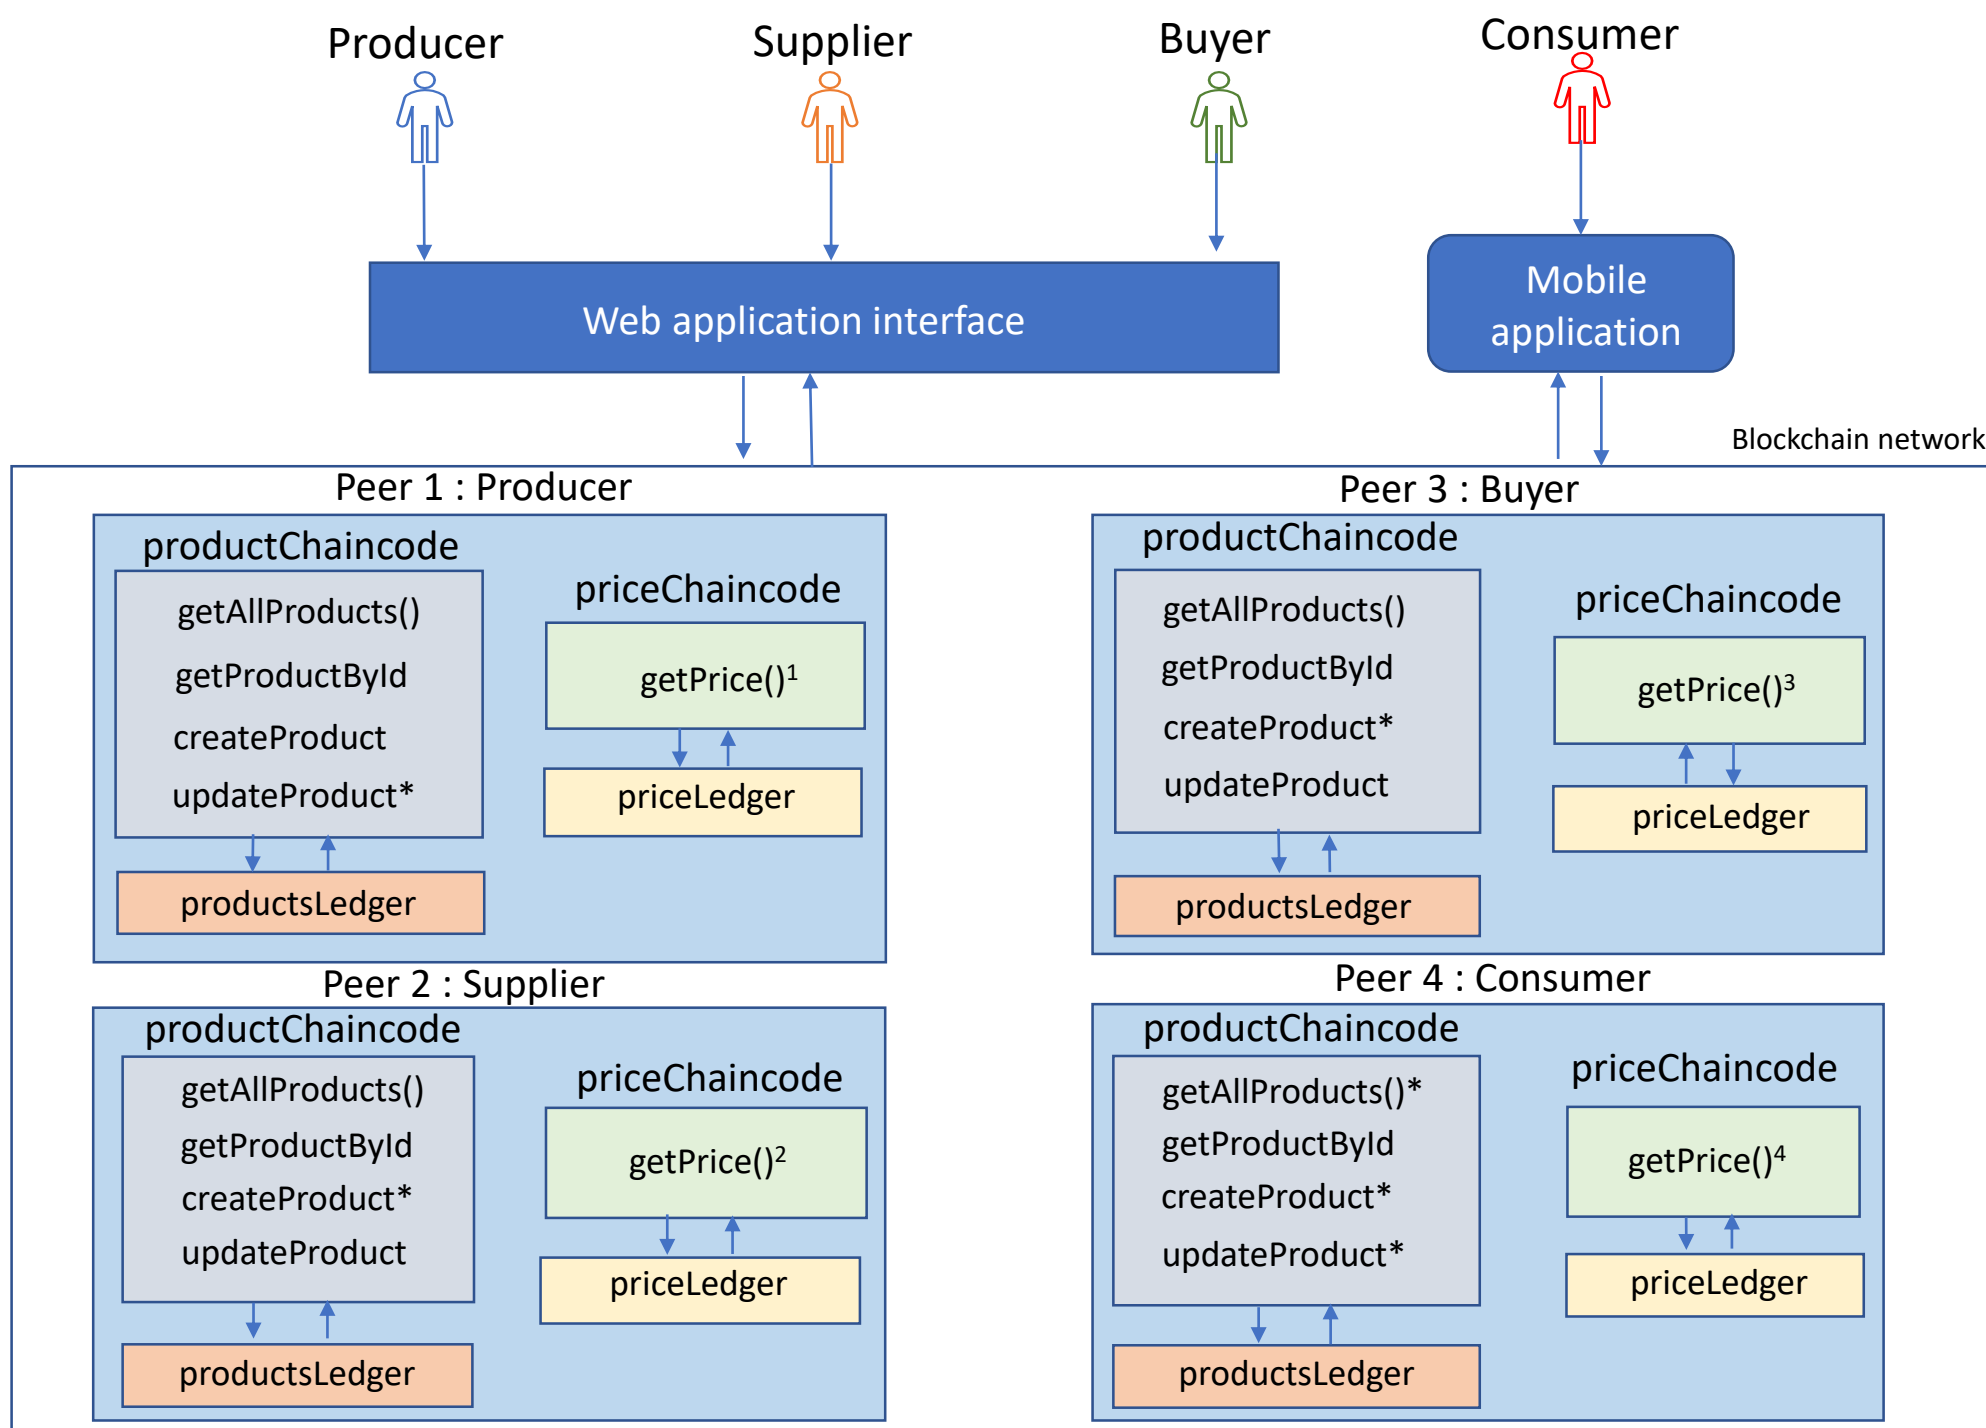 Producer
Supplier
Buyer
Consumer
Web application interface
Mobile
application
Blockchain network
Peer 1 : Producer
productChaincode
getAllProducts()
getProductById
createProduct
updateProduct*
productsLedger
priceChaincode
getPrice()¹
priceLedger
Peer 3 : Buyer
productChaincode
getAllProducts()
getProductById
createProduct*
updateProduct
productsLedger
priceChaincode
getPrice()³
priceLedger
Peer 2 : Supplier
productChaincode
getAllProducts()
getProductById
createProduct*
updateProduct
productsLedger
priceChaincode
getPrice()²
priceLedger
Peer 4 : Consumer
productChaincode
getAllProducts()*
getProductById
createProduct*
updateProduct*
productsLedger
priceChaincode
getPrice()⁴
priceLedger